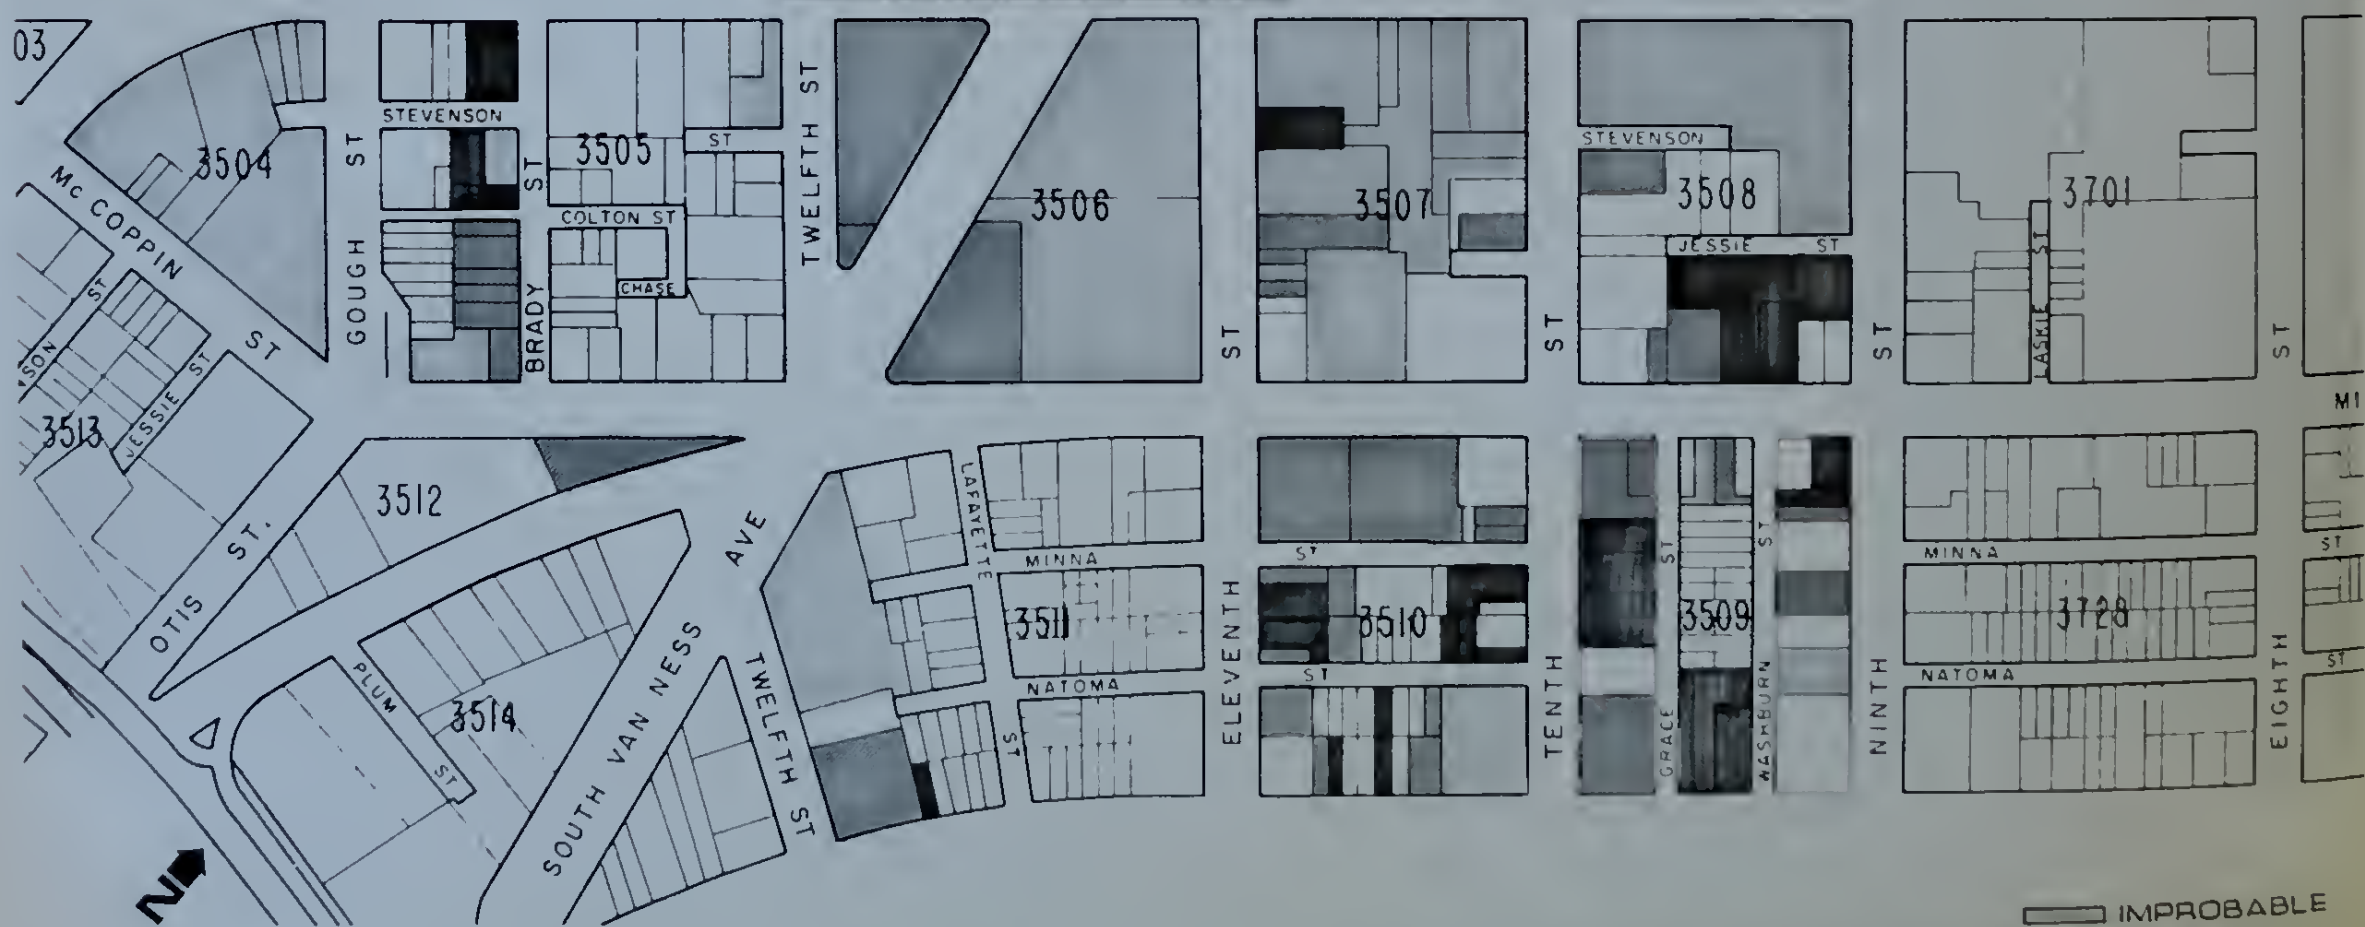 03
3504
Mc COPPIN
ST
GOUGH
ST
STEVENSON
ST
BRADY
ST
3505
COLTON ST
CHASE
TWELFTH ST
3506
ST
3507
ST
STEVENSON
3508
JESSIE ST
ST
3701
LASKIE ST
ST
MI
SON
ST
3513
JESSIE ST
OTIS ST.
3512
PLUM
ST
3514
SOUTH VAN NESS
AVE
TWELFTH ST
LAFAYETTE
ST
MINNA
3511
NATOMA
ELEVENTH
ST
3510
ST
TENTH
GRACE
ST
3509
WASHBURN
ST
NINTH
MINNA
3728
NATOMA
EIGHTH
ST
ST
N
IMPROBABLE